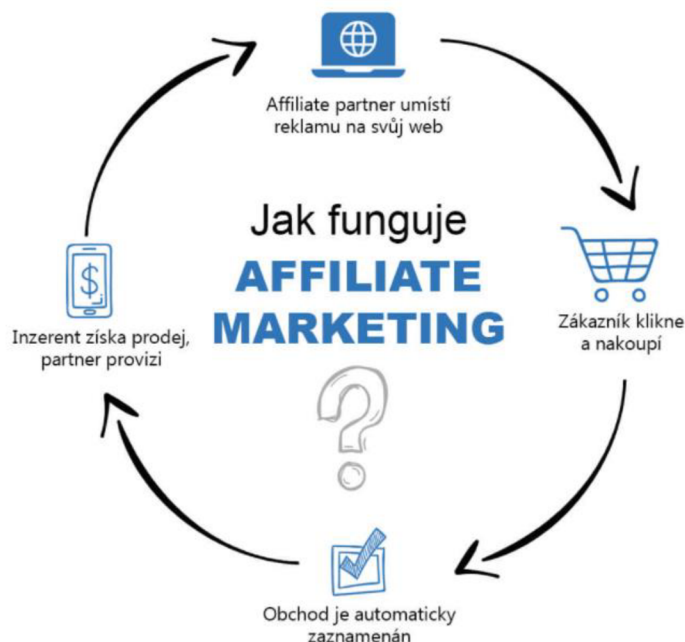 Affiliate partner umístí
reklamu na svůj web
Jak funguje
AFFILIATE
MARKETING
?
Zákazník klikne
a nakoupí
Obchod je automaticky
zaznamenán
$
Inzerent získa prodej,
partner provizi